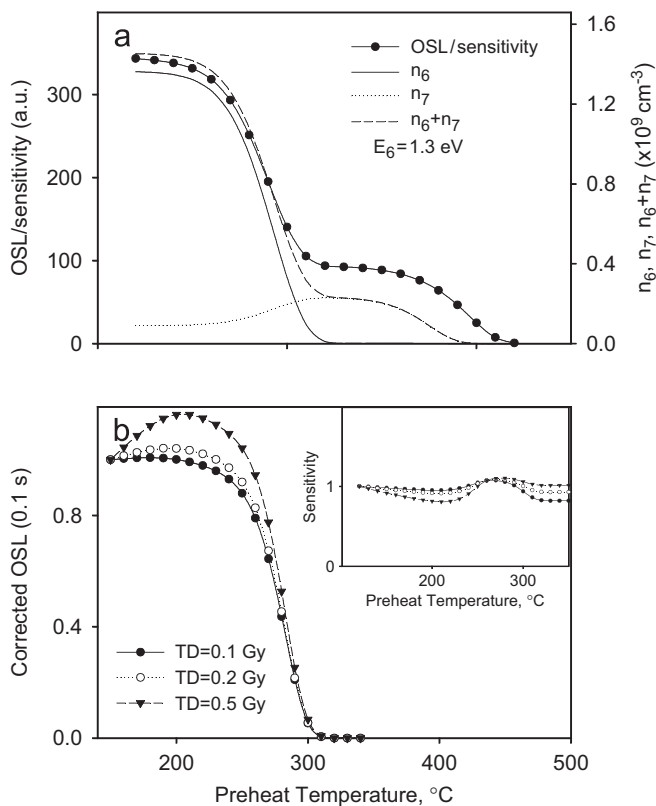 a
OSL/sensitivity
n6
n7
n6+n7
E6=1.3 eV
OSL/sensitivity (a.u.)
300
200
100
0
1.6
1.2
0.8
0.4
0.0
n6, n7, n6+n7 (x10^9 cm-3)
b
Corrected OSL (0.1 s)
0.8
0.4
0.0
TD=0.1 Gy
TD=0.2 Gy
TD=0.5 Gy
Sensitivity
1
0
200 300
Preheat Temperature, °C
200 300 400 500
Preheat Temperature, °C